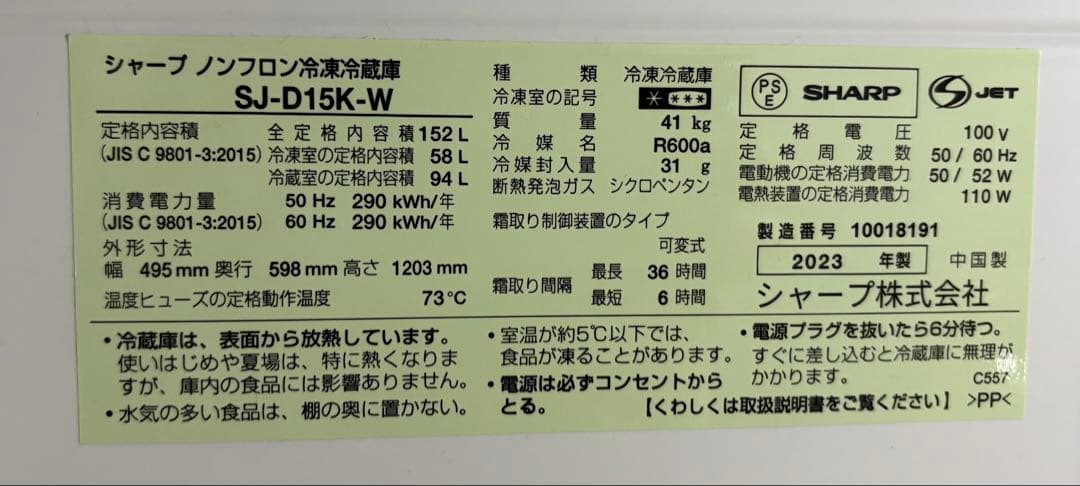 シャープ ノンフロン冷凍冷蔵庫
SJ-D15K-W
定格内容積 全定格内容積 152 L
(JIS C 9801-3:2015) 冷凍室の定格内容積 58 L
冷蔵室の定格内容積 94 L
消費電力量 50 Hz 290 kWh/年
(JIS C 9801-3:2015) 60 Hz 290 kWh/年
外形寸法
幅 495 mm 奥行 598 mm 高さ 1203 mm
温度ヒューズの定格動作温度 73℃
種類 冷凍冷蔵庫
冷凍室の記号 * ***
質量 41 kg
冷媒名 R600a
冷媒封入量 31 g
断熱発泡ガス シクロペンタン
霜取り制御装置のタイプ
可変式
霜取り間隔 最長 36 時間
最短 6 時間
PSE SHARP S JET
定格電圧 100 V
定格周波数 50 / 60 Hz
電動機の定格消費電力 50 / 52 W
電熱装置の定格消費電力 110 W
製造番号 10018191
2023 年製 中国製
シャープ株式会社
・冷蔵庫は、表面から放熱しています。
使いはじめや夏場は、特に熱くなりま
すが、庫内の食品には影響ありません。
・水気の多い食品は、棚の奥に置かない。
・室温が約5℃以下では、
食品が凍ることがあります。
・電源は必ずコンセントから
とる。
・電源プラグを抜いたら6分待つ。
すぐに差し込むと冷蔵庫に無理が
かかります。 C557
【くわしくは取扱説明書をご覧ください】 >PP<